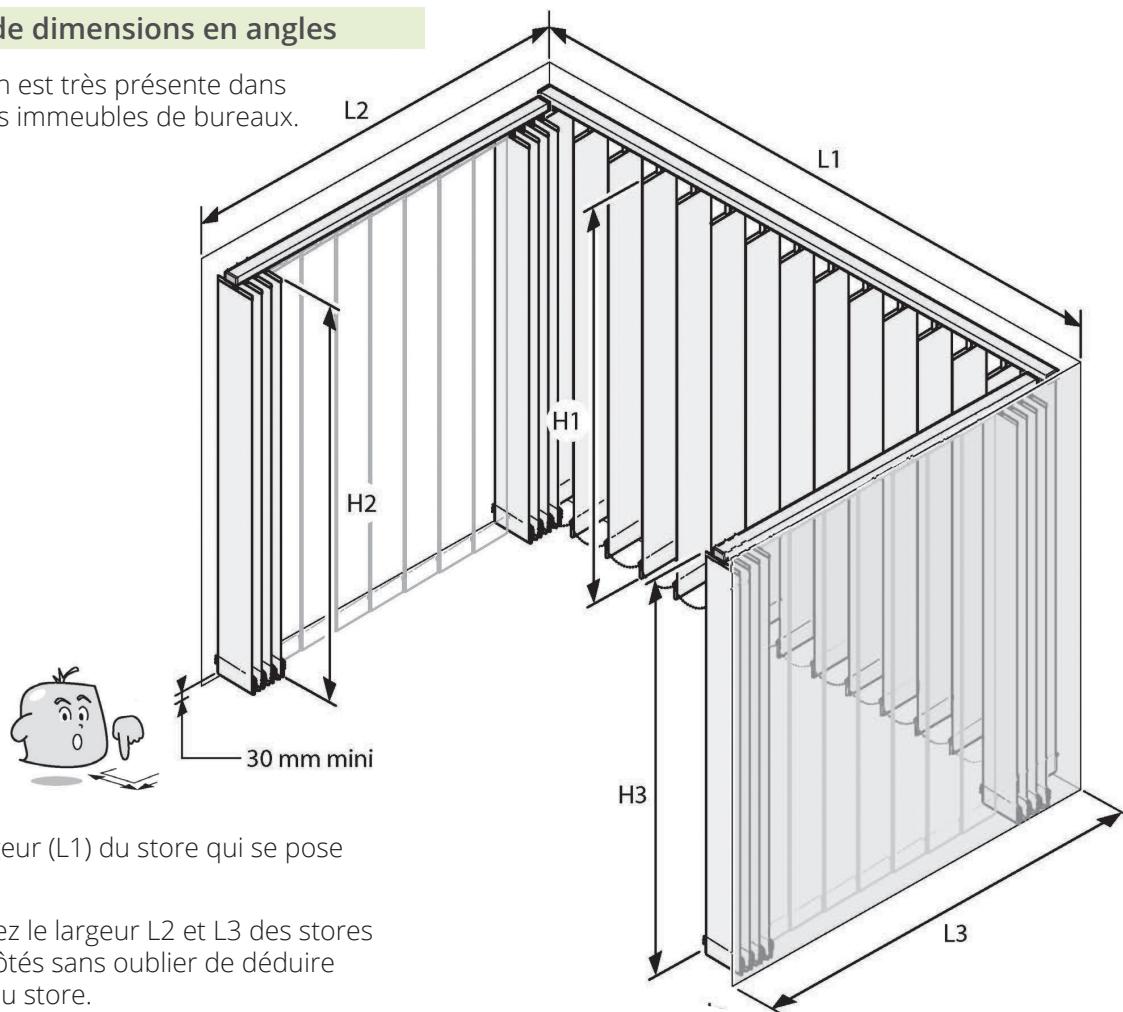 de dimensions en angles
n est très présente dans
s immeubles de bureaux.
L2
L1
H1
H2
30 mm mini
H3
geur (L1) du store qui se pose
ez le largeur L2 et L3 des stores
ôtés sans oublier de déduire
u store.
L3